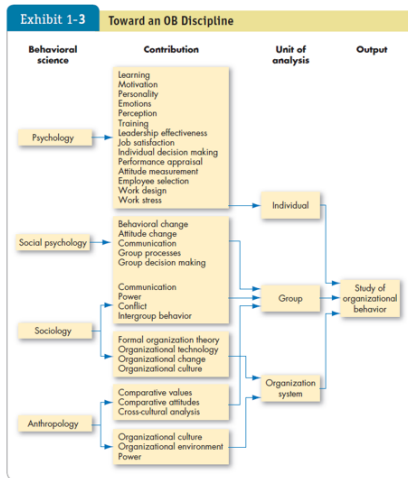 Exhibit 1-3 Toward an OB Discipline
Behavioral science
Contribution
Unit of analysis
Output
Psychology
Learning
Motivation
Personality
Emotions
Perception
Training
Leadership effectiveness
Job satisfaction
Individual decision making
Performance appraisal
Attitude measurement
Employee selection
Work design
Work stress
Individual
Social psychology
Behavioral change
Attitude change
Communication
Group processes
Group decision making
Communication
Power
Conflict
Intergroup behavior
Group
Study of
organizational
behavior
Sociology
Formal organization theory
Organizational technology
Organizational change
Organizational culture
Organization
system
Anthropology
Comparative values
Comparative attitudes
Cross-cultural analysis
Organizational culture
Organizational environment
Power